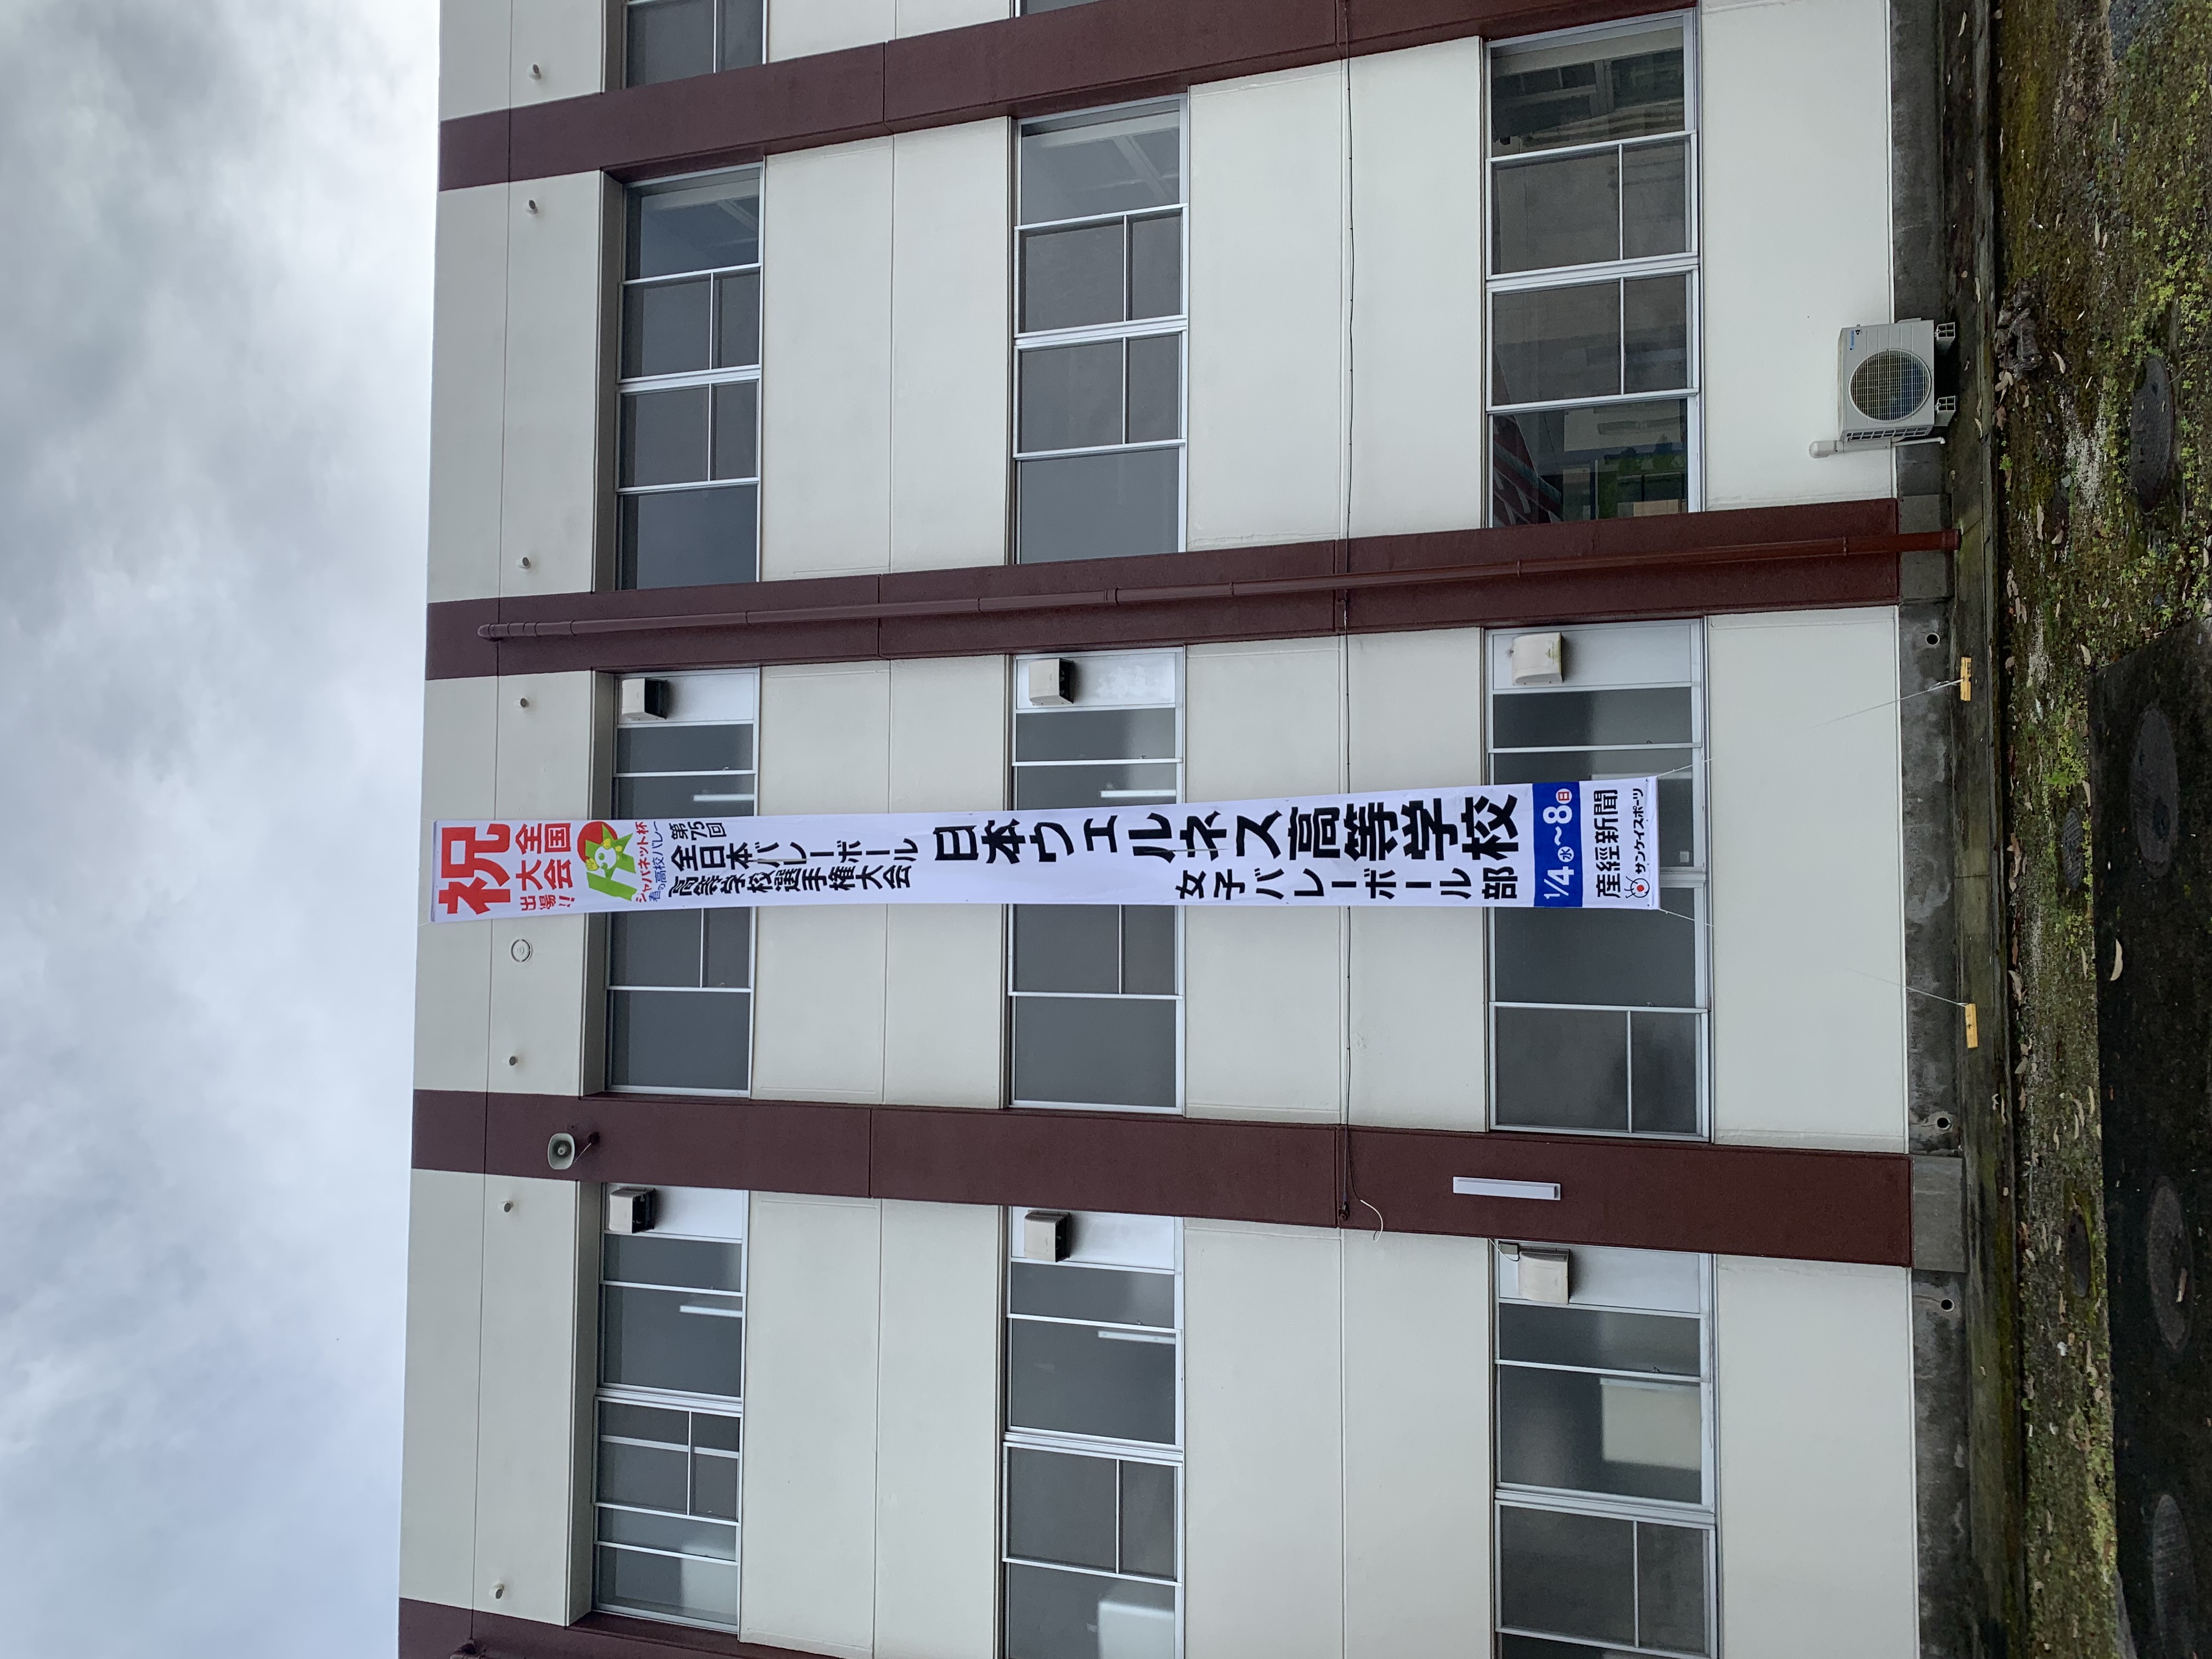 祝
全国
大会
出場!!
ジャパネット杯
春の高校バレー
第75回
全日本バレーボール
高等学校選手権大会
日本ウェルネス高等学校
女子バレーボール部
1/4㊌〜8㊐
産経新聞
サンケイスポーツ